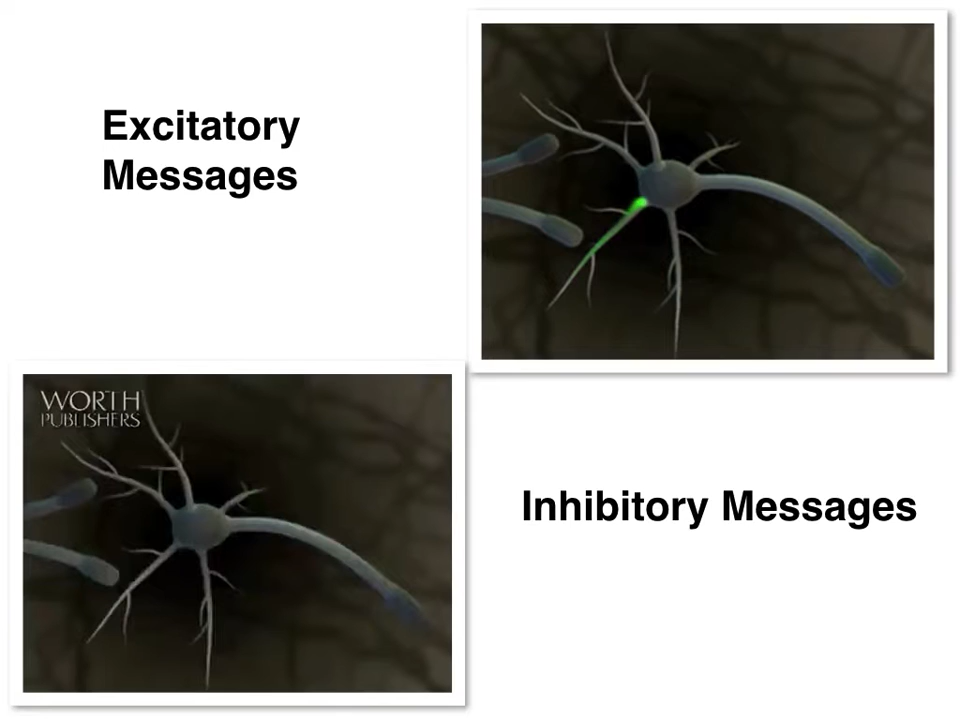 Excitatory
Messages
WORTH
PUBLISHERS
Inhibitory Messages